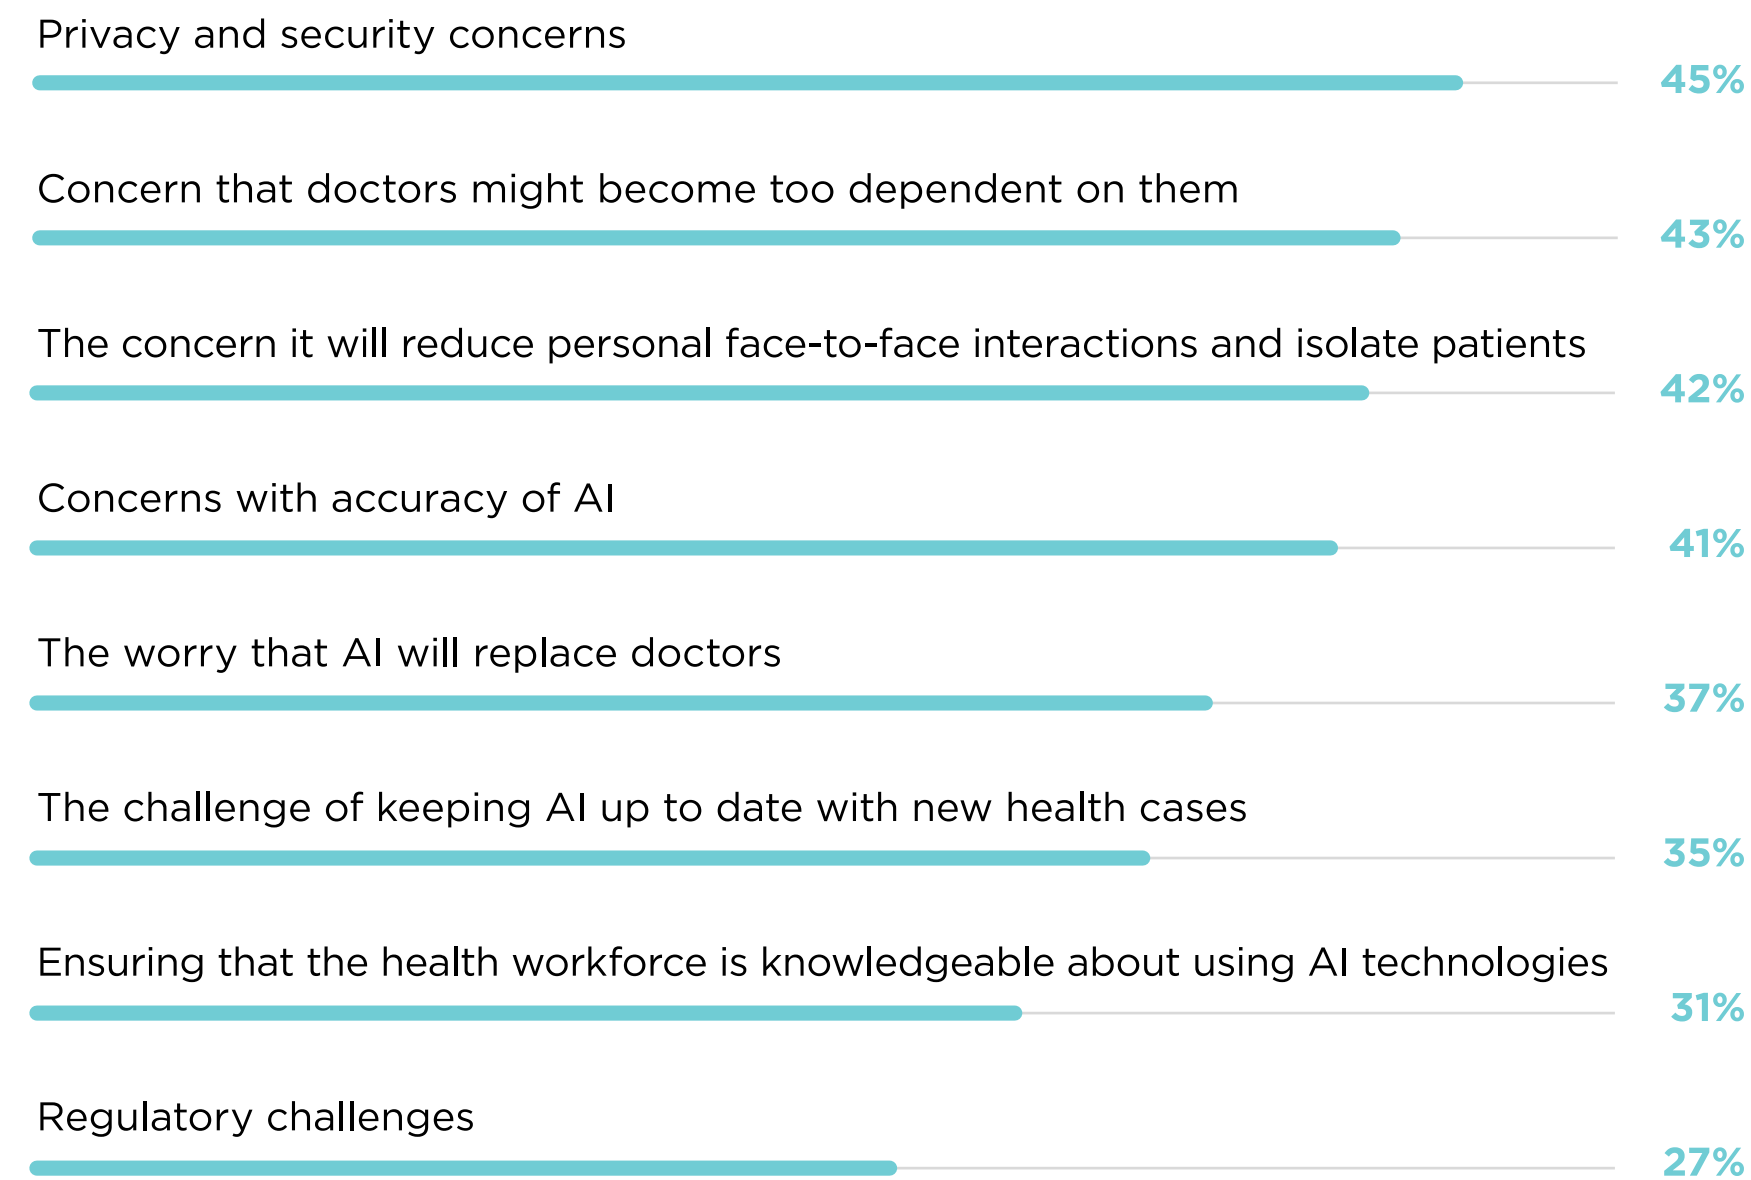 Privacy and security concerns
45%
Concern that doctors might become too dependent on them
43%
The concern it will reduce personal face-to-face interactions and isolate patients
42%
Concerns with accuracy of AI
41%
The worry that AI will replace doctors
37%
The challenge of keeping AI up to date with new health cases
35%
Ensuring that the health workforce is knowledgeable about using AI technologies
31%
Regulatory challenges
27%